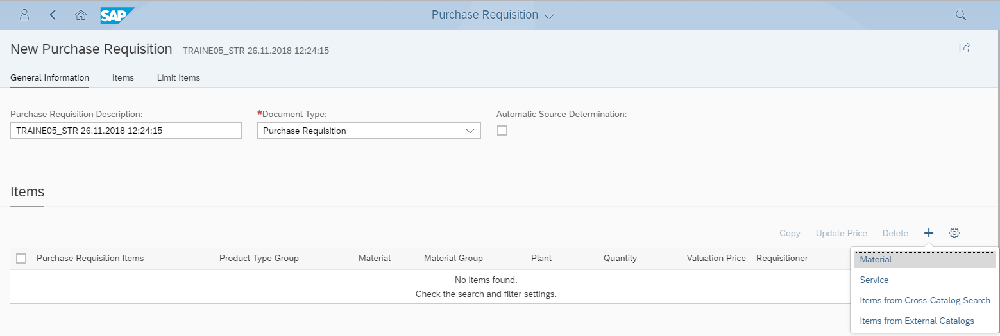 SAP Purchase Requisition
New Purchase Requisition TRAINE05_STR 26.11.2018 12:24:15
General Information Items Limit Items
Purchase Requisition Description: *Document Type: Automatic Source Determination:
TRAINE05_STR 26.11.2018 12:24:15 Purchase Requisition
Items
Copy Update Price Delete
Purchase Requisition Items Product Type Group Material Material Group Plant Quantity Valuation Price Requisitioner
No items found.
Check the search and filter settings.
Material
Service
Items from Cross-Catalog Search
Items from External Catalogs